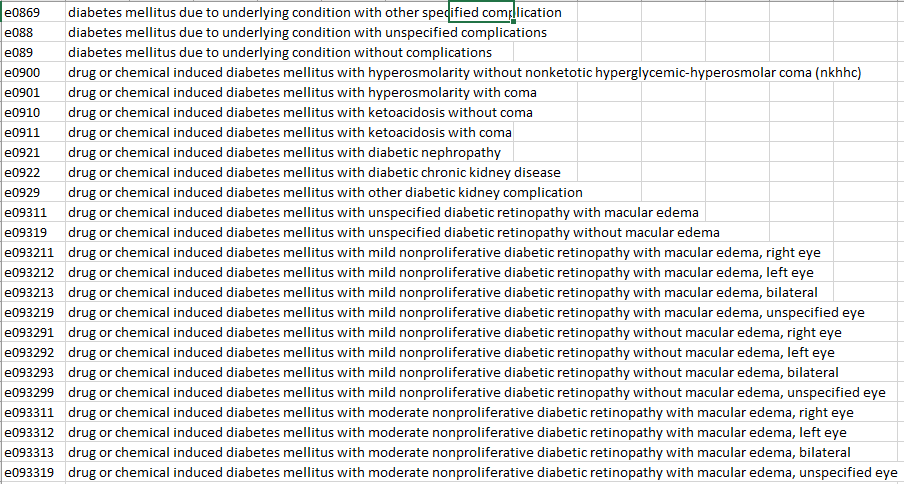 e0869 diabetes mellitus due to underlying condition with other specified complication
e088 diabetes mellitus due to underlying condition with unspecified complications
e089 diabetes mellitus due to underlying condition without complications
e0900 drug or chemical induced diabetes mellitus with hyperosmolarity without nonketotic hyperglycemic-hyperosmolar coma (nkhhc)
e0901 drug or chemical induced diabetes mellitus with hyperosmolarity with coma
e0910 drug or chemical induced diabetes mellitus with ketoacidosis without coma
e0911 drug or chemical induced diabetes mellitus with ketoacidosis with coma
e0921 drug or chemical induced diabetes mellitus with diabetic nephropathy
e0922 drug or chemical induced diabetes mellitus with diabetic chronic kidney disease
e0929 drug or chemical induced diabetes mellitus with other diabetic kidney complication
e09311 drug or chemical induced diabetes mellitus with unspecified diabetic retinopathy with macular edema
e09319 drug or chemical induced diabetes mellitus with unspecified diabetic retinopathy without macular edema
e093211 drug or chemical induced diabetes mellitus with mild nonproliferative diabetic retinopathy with macular edema, right eye
e093212 drug or chemical induced diabetes mellitus with mild nonproliferative diabetic retinopathy with macular edema, left eye
e093213 drug or chemical induced diabetes mellitus with mild nonproliferative diabetic retinopathy with macular edema, bilateral
e093219 drug or chemical induced diabetes mellitus with mild nonproliferative diabetic retinopathy with macular edema, unspecified eye
e093291 drug or chemical induced diabetes mellitus with mild nonproliferative diabetic retinopathy without macular edema, right eye
e093292 drug or chemical induced diabetes mellitus with mild nonproliferative diabetic retinopathy without macular edema, left eye
e093293 drug or chemical induced diabetes mellitus with mild nonproliferative diabetic retinopathy without macular edema, bilateral
e093299 drug or chemical induced diabetes mellitus with mild nonproliferative diabetic retinopathy without macular edema, unspecified eye
e093311 drug or chemical induced diabetes mellitus with moderate nonproliferative diabetic retinopathy with macular edema, right eye
e093312 drug or chemical induced diabetes mellitus with moderate nonproliferative diabetic retinopathy with macular edema, left eye
e093313 drug or chemical induced diabetes mellitus with moderate nonproliferative diabetic retinopathy with macular edema, bilateral
e093319 drug or chemical induced diabetes mellitus with moderate nonproliferative diabetic retinopathy with macular edema, unspecified eye